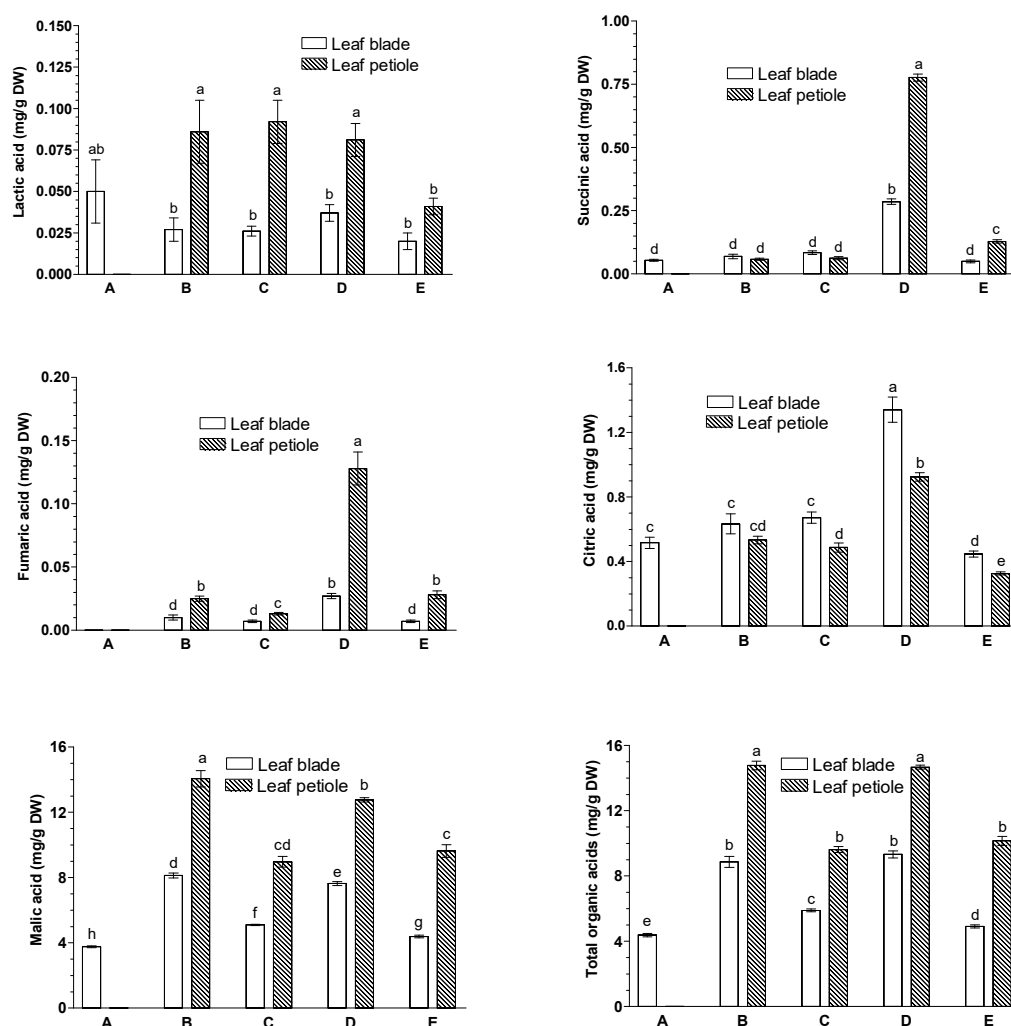 Lactic acid (mg/g DW)
0.150
0.125
0.100
0.075
0.050
0.025
0.000
Leaf blade
Leaf petiole
ab
b
a
b
a
b
a
b
b
A B C D E
Succinic acid (mg/g DW)
1.00
0.75
0.50
0.25
0.00
Leaf blade
Leaf petiole
d
d
d
d
d
b
a
d
c
A B C D E
Fumaric acid (mg/g DW)
0.20
0.15
0.10
0.05
0.00
Leaf blade
Leaf petiole
d
b
d
c
b
a
d
b
A B C D E
Citric acid (mg/g DW)
1.6
1.2
0.8
0.4
0.0
Leaf blade
Leaf petiole
c
c
cd
c
d
a
b
d
e
A B C D E
Malic acid (mg/g DW)
16
12
8
4
0
Leaf blade
Leaf petiole
h
d
a
f
cd
e
b
g
c
A B C D E
Total organic acids (mg/g DW)
16
12
8
4
0
Leaf blade
Leaf petiole
e
b
a
c
b
b
a
d
b
A B C D E